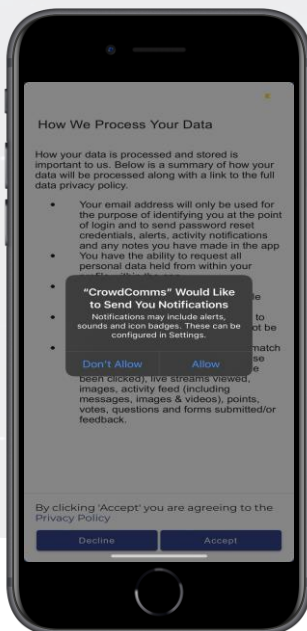 How We Process Your Data
How your data is processed and stored is
important to us. Below is a summary of how your
data will be processed along with a link to the full
data privacy policy.
• Your email address will only be used for
the purpose of identifying you at the point
of login and to send password reset
credentials, alerts, activity notifications
and any notes you have made in the app
• You have the ability to request all
personal data held from within your
"CrowdComms" Would Like
to Send You Notifications
Notifications may include alerts,
sounds and icon badges. These can be
configured in Settings.
Don't Allow Allow
to
be
match
been clicked), live streams viewed,
images, activity feed (including
messages, images & videos), points,
votes, questions and forms submitted/or
feedback.
By clicking 'Accept' you are agreeing to the
Privacy Policy
Decline Accept